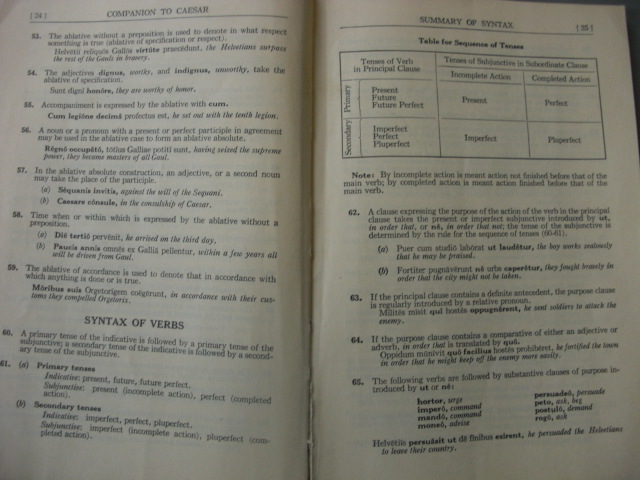 [ 24 ]
COMPANION TO CAESAR
53. The ablative without a preposition is used to denote in what respect
something is true (ablative of specification or respect):
Helvētiī reliquōs Gallōs virtūte praecēdunt, the Helvetians surpass
the rest of the Gauls in bravery.
54. The adjectives dignus, worthy, and indignus, unworthy, take the
ablative of specification.
Sunt dignī honōre, they are worthy of honor.
55. Accompaniment is expressed by the ablative with cum.
Cum legiōne decimā profectus est, he set out with the tenth legion.
56. A noun or a pronoun with a present or perfect participle in agreement
may be used in the ablative case to form an ablative absolute.
Rēgnō occupātō, tōtīus Galliae potītī sunt, having seized the supreme
power, they became masters of all Gaul.
57. In the ablative absolute construction, an adjective, or a second noun
may take the place of the participle.
(a) Sēquanīs invītīs, against the will of the Sequani.
(b) Caesare cōnsule, in the consulship of Caesar.
58. Time when or within which is expressed by the ablative without a
preposition.
(a) Diē tertiō pervēnit, he arrived on the third day.
(b) Paucīs annīs omnēs ex Galliā pellentur, within a few years all
will be driven from Gaul.
59. The ablative of accordance is used to denote that in accordance with
which anything is done or is true.
Mōribus suīs Orgetorīgem coēgērunt, in accordance with their cus-
toms they compelled Orgetorix.
SYNTAX OF VERBS
60. A primary tense of the indicative is followed by a primary tense of the
subjunctive; a secondary tense of the indicative is followed by a second-
ary tense of the subjunctive.
61. (a) Primary tenses
Indicative: present, future, future perfect.
Subjunctive: present (incomplete action), perfect (completed
action).
(b) Secondary tenses
Indicative: imperfect, perfect, pluperfect.
Subjunctive: imperfect (incomplete action), pluperfect (com-
pleted action).
SUMMARY OF SYNTAX
[ 25 ]
Table for Sequence of Tenses
Tenses of Verb
in Principal Clause
Tenses of Subjunctive in Subordinate Clause
Incomplete Action
Completed Action
Primary
Present
Future
Future Perfect
Present
Perfect
Secondary
Imperfect
Perfect
Pluperfect
Imperfect
Pluperfect
Note: By incomplete action is meant action not finished before that of the
main verb; by completed action is meant action finished before that of the
main verb.
62. A clause expressing the purpose of the action of the verb in the principal
clause takes the present or imperfect subjunctive introduced by ut,
in order that, or nē, in order that not; the tense of the subjunctive is
determined by the rule for the sequence of tenses (60-61).
(a) Puer cum studiō labōrat ut laudētur, the boy works zealously
that he may be praised.
(b) Fortiter pugnāvērunt nē urbs caperētur, they fought bravely in
order that the city might not be taken.
63. If the principal clause contains a definite antecedent, the purpose clause
is regularly introduced by a relative pronoun.
Mīlitēs mīsit quī hostēs oppugnārent, he sent soldiers to attack the
enemy.
64. If the purpose clause contains a comparative of either an adjective or
adverb, in order that is translated by quō.
Oppidum mūnīvit quō facilius hostēs prohibēret, he fortified the town
in order that he might keep off the enemy more easily.
65. The following verbs are followed by substantive clauses of purpose in-
troduced by ut or nē:
hortor, urge
imperō, command
mandō, command
moneō, advise
persuadeō, persuade
petō, ask, beg
postulō, demand
rogō, ask
Helvētiīs persuāsit ut dē fīnibus exīrent, he persuaded the Helvetians
to leave their country.